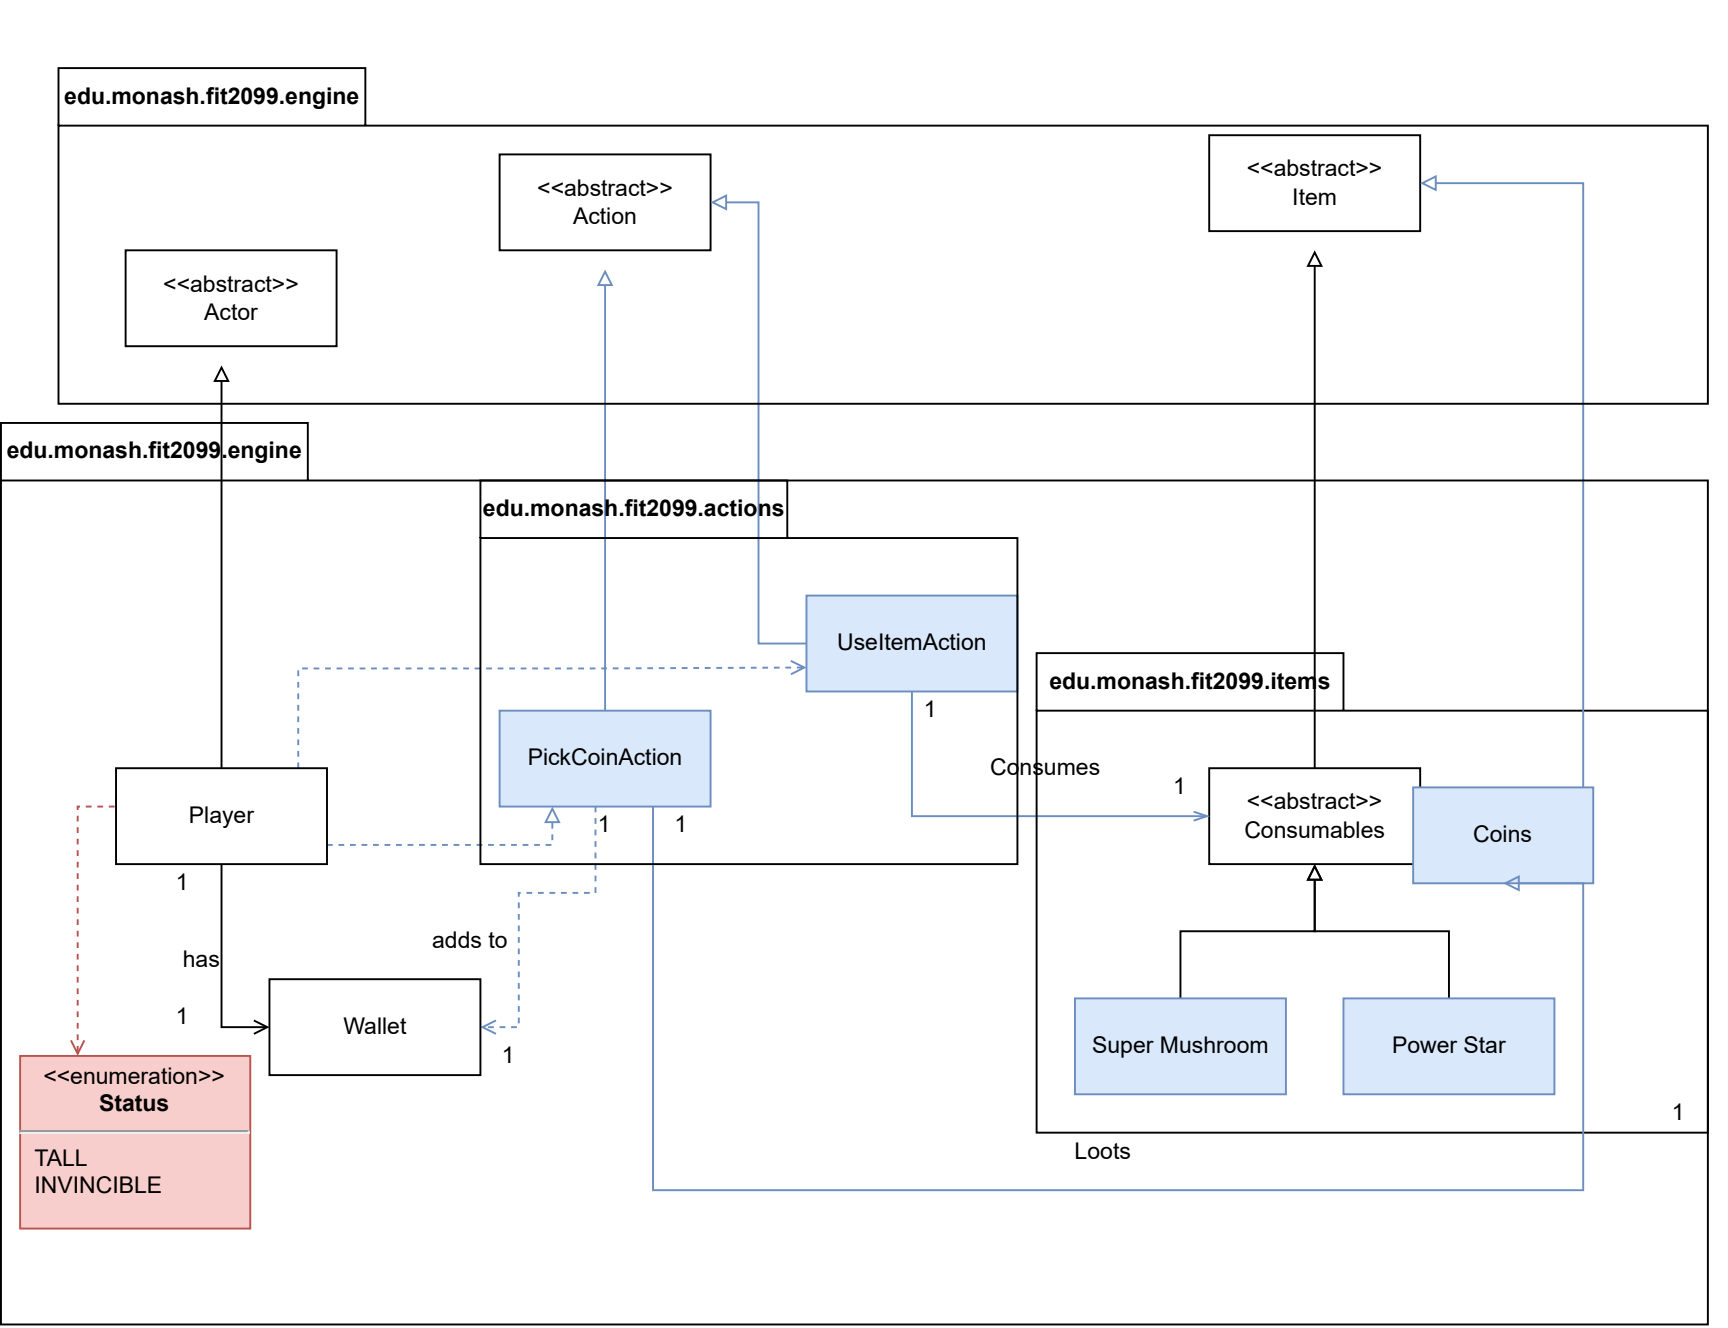 edu.monash.fit2099.engine
<<abstract>>
Item
<<abstract>>
Action
<<abstract>>
Actor
edu.monash.fit2099.engine
edu.monash.fit2099.actions
UseItemAction
edu.monash.fit2099.items
1
PickCoinAction
Consumes
1
<<abstract>>
Consumables
Player
1
1
Coins
1
adds to
has
1
Wallet
1
Super Mushroom
Power Star
<<enumeration>>
Status
1
Loots
TALL
INVINCIBLE